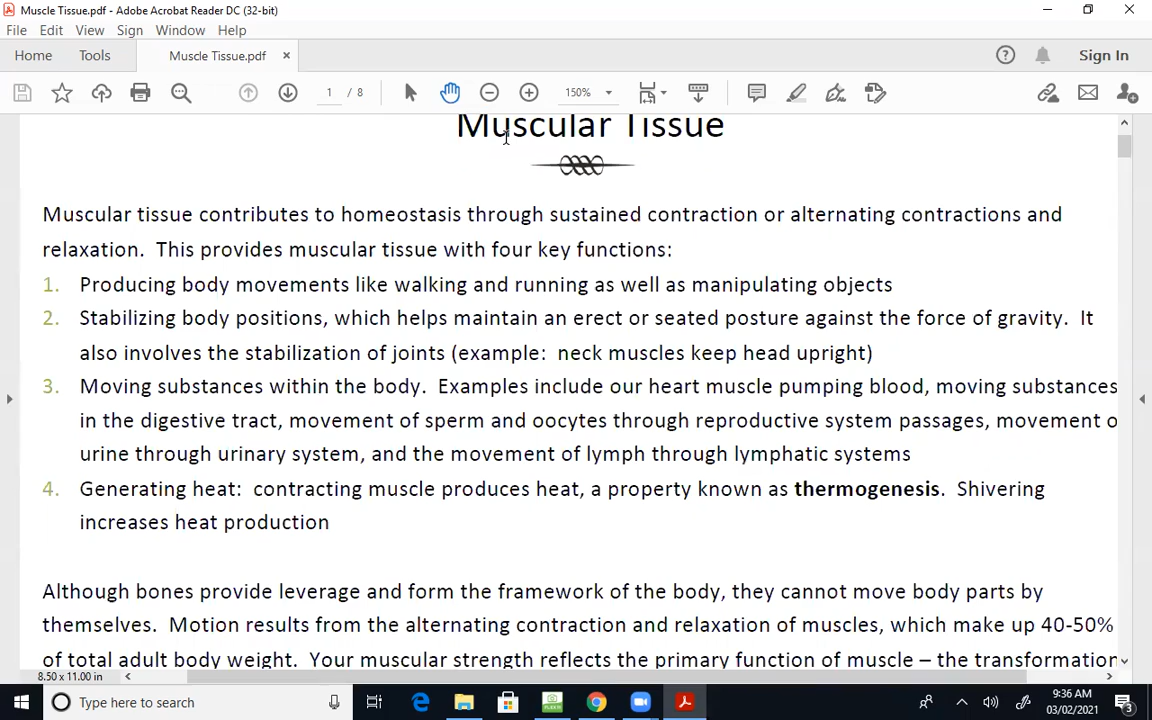 Muscle Tissue.pdf - Adobe Acrobat Reader DC (32-bit)
File Edit View Sign Window Help
Home Tools Muscle Tissue.pdf × Sign In
1 / 8 150%
Muscular Tissue
Muscular tissue contributes to homeostasis through sustained contraction or alternating contractions and
relaxation. This provides muscular tissue with four key functions:
1. Producing body movements like walking and running as well as manipulating objects
2. Stabilizing body positions, which helps maintain an erect or seated posture against the force of gravity. It
also involves the stabilization of joints (example: neck muscles keep head upright)
3. Moving substances within the body. Examples include our heart muscle pumping blood, moving substances
in the digestive tract, movement of sperm and oocytes through reproductive system passages, movement o
urine through urinary system, and the movement of lymph through lymphatic systems
4. Generating heat: contracting muscle produces heat, a property known as thermogenesis. Shivering
increases heat production
Although bones provide leverage and form the framework of the body, they cannot move body parts by
themselves. Motion results from the alternating contraction and relaxation of muscles, which make up 40-50%
of total adult body weight. Your muscular strength reflects the primary function of muscle – the transformation
8.50 x 11.00 in
Type here to search
9:36 AM
03/02/2021
3